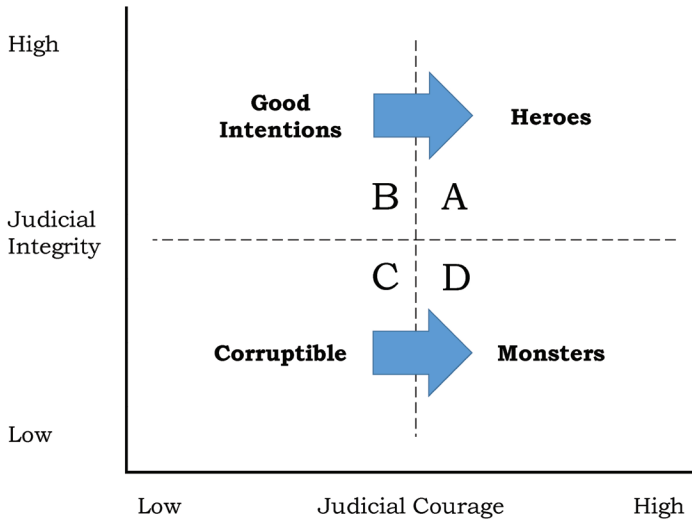 High
Good
Intentions
Heroes
B
A
Judicial
Integrity
C
D
Corruptible
Monsters
Low
Low
Judicial Courage
High